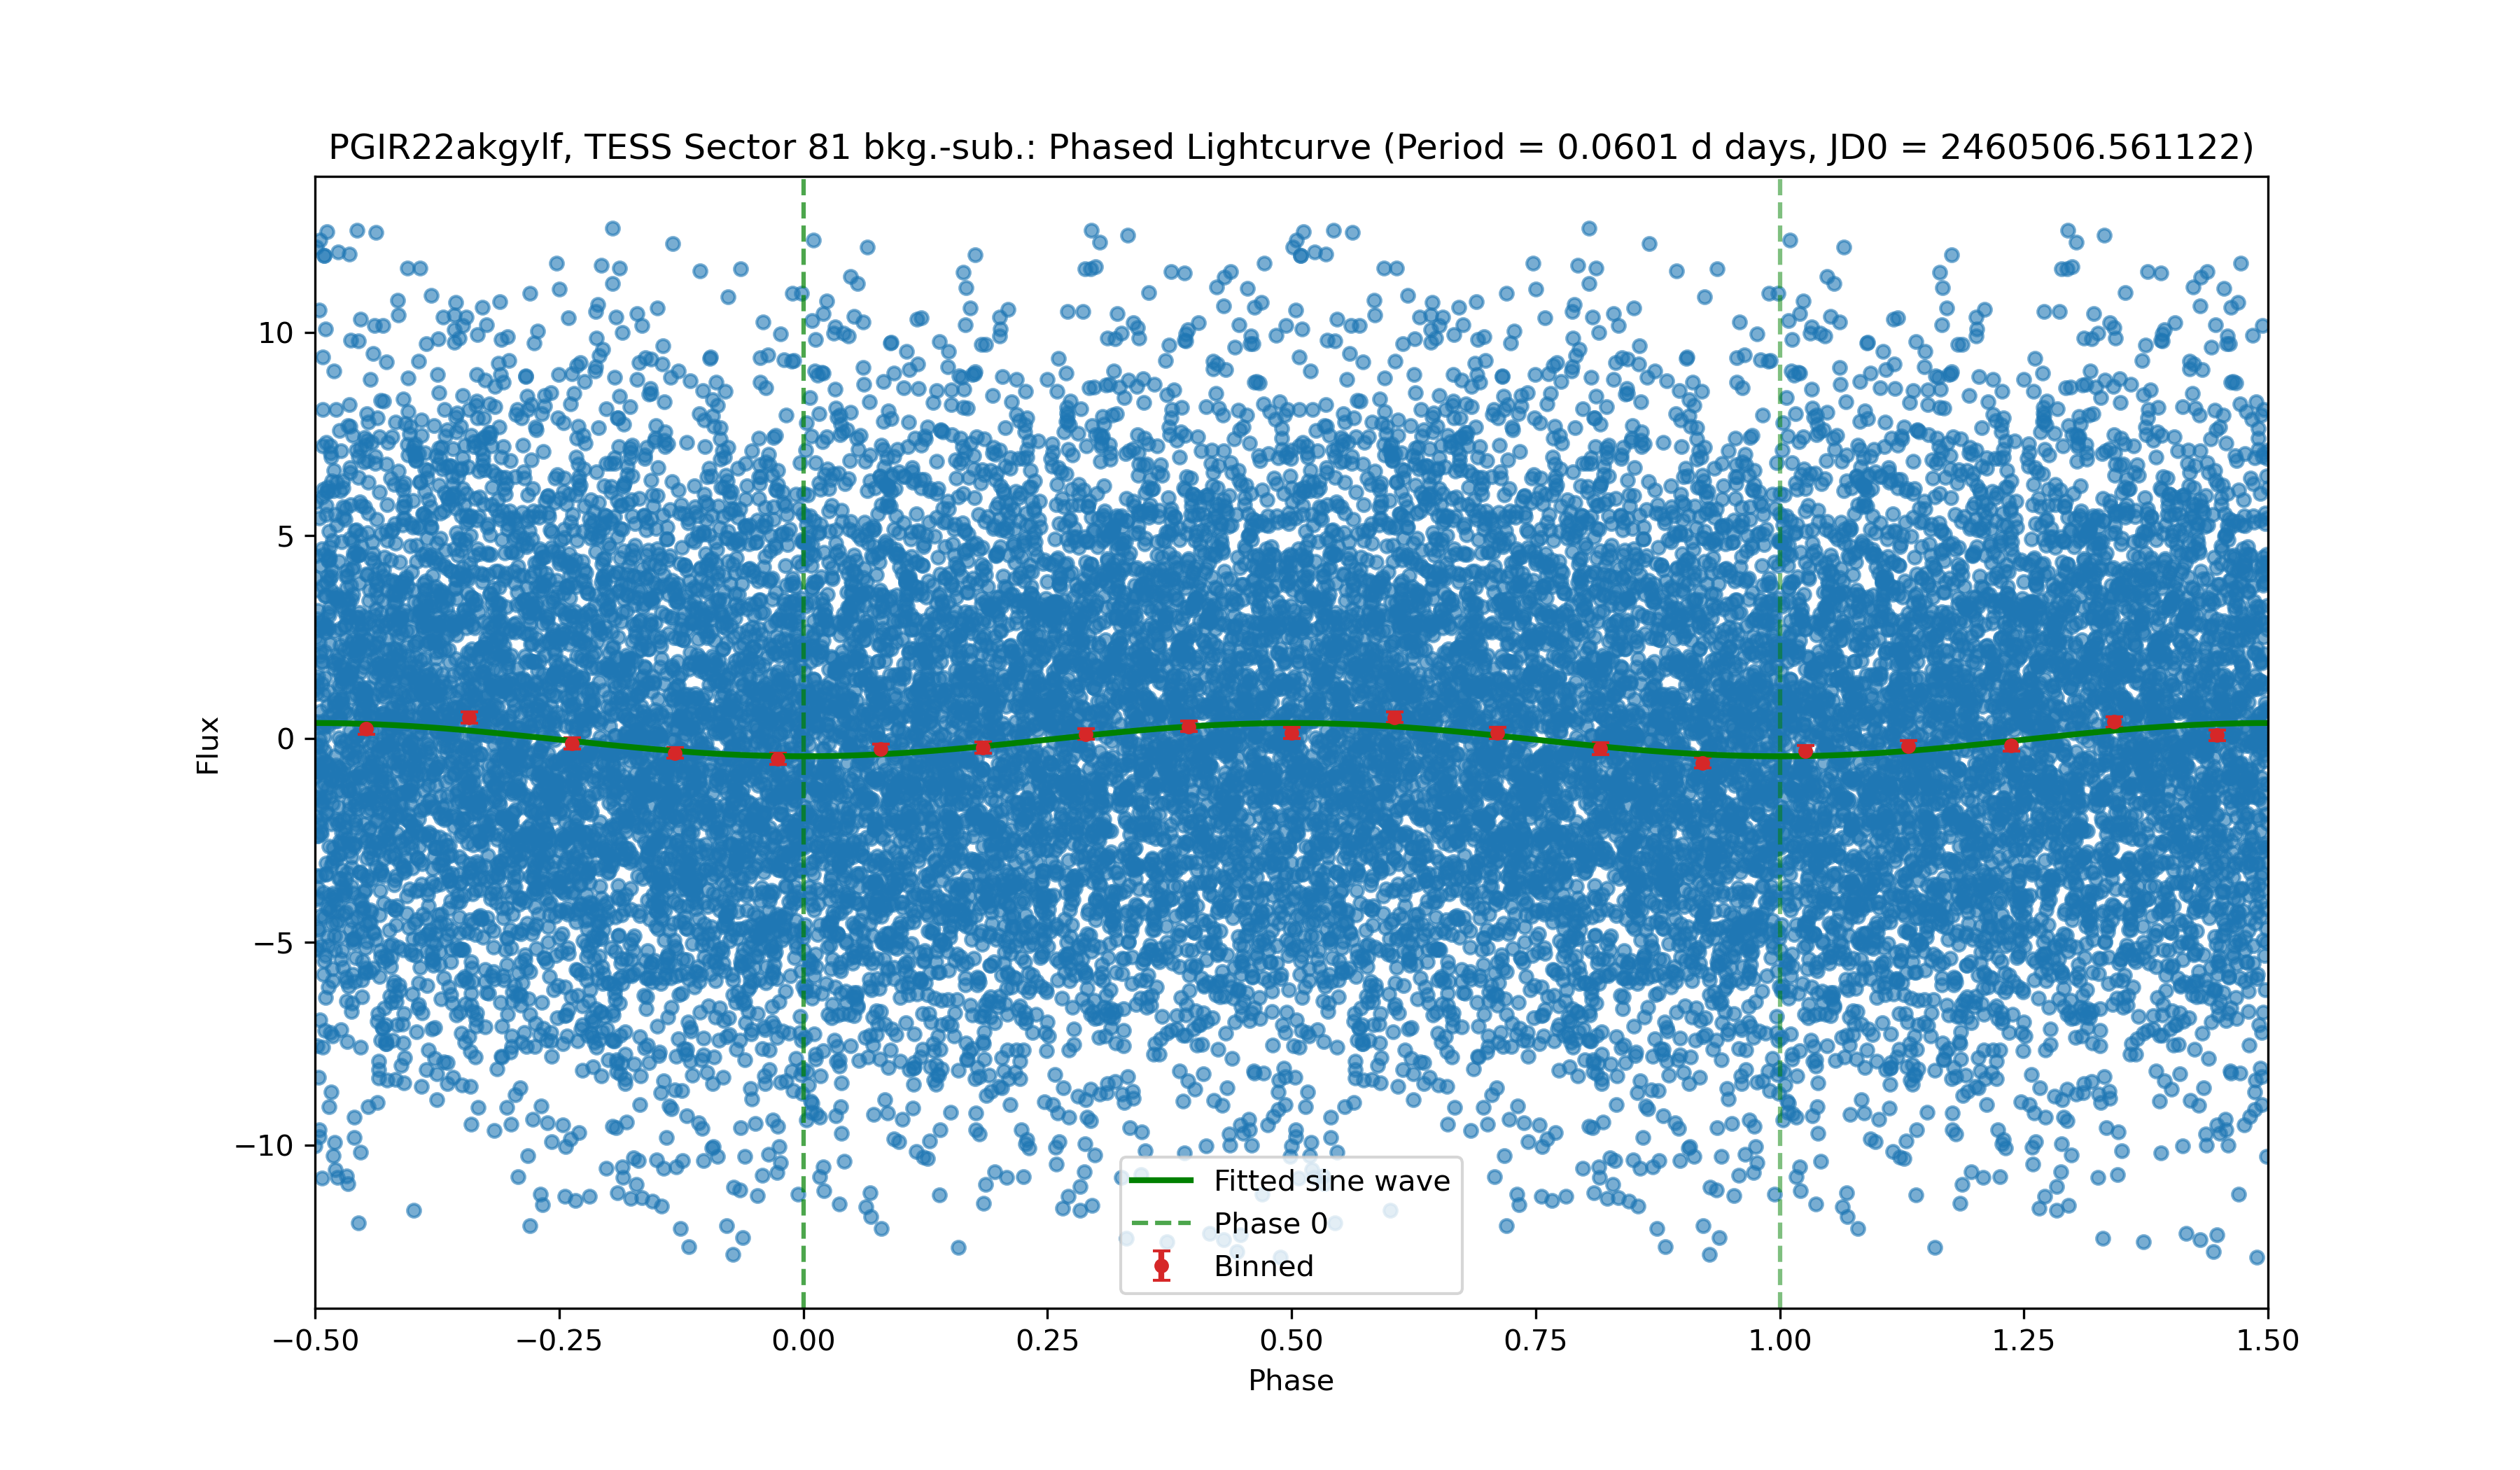 PGIR22akgylf, TESS Sector 81 bkg.-sub.: Phased Lightcurve (Period = 0.0601 d days, JD0 = 2460506.561122)
Flux
10
5
0
−5
−10
Fitted sine wave
Phase 0
Binned
−0.50 −0.25 0.00 0.25 0.50 0.75 1.00 1.25 1.50
Phase